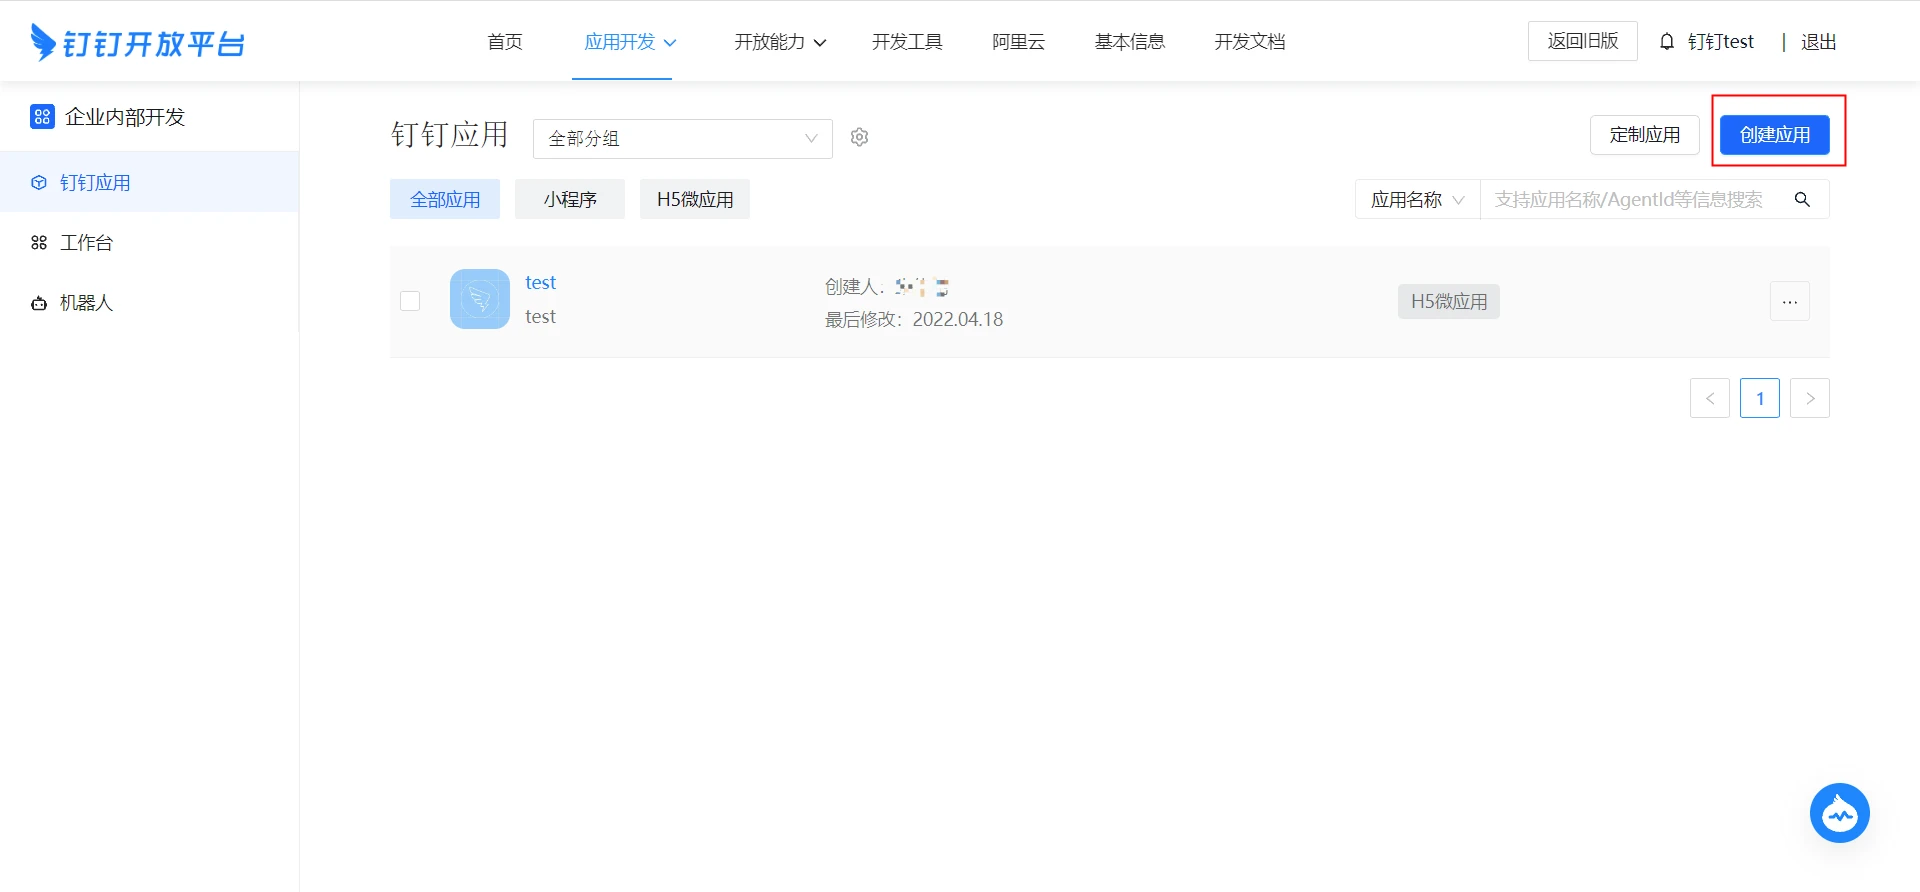 钉钉开放平台
首页 应用开发 开放能力 开发工具 阿里云 基本信息 开发文档 返回旧版 钉钉test | 退出
企业内部开发
钉钉应用
工作台
机器人
钉钉应用 全部分组 定制应用 创建应用
全部应用 小程序 H5微应用 应用名称 支持应用名称/AgentId等信息搜索
test
test
创建人:
最后修改: 2022.04.18
H5微应用
...
< 1 >